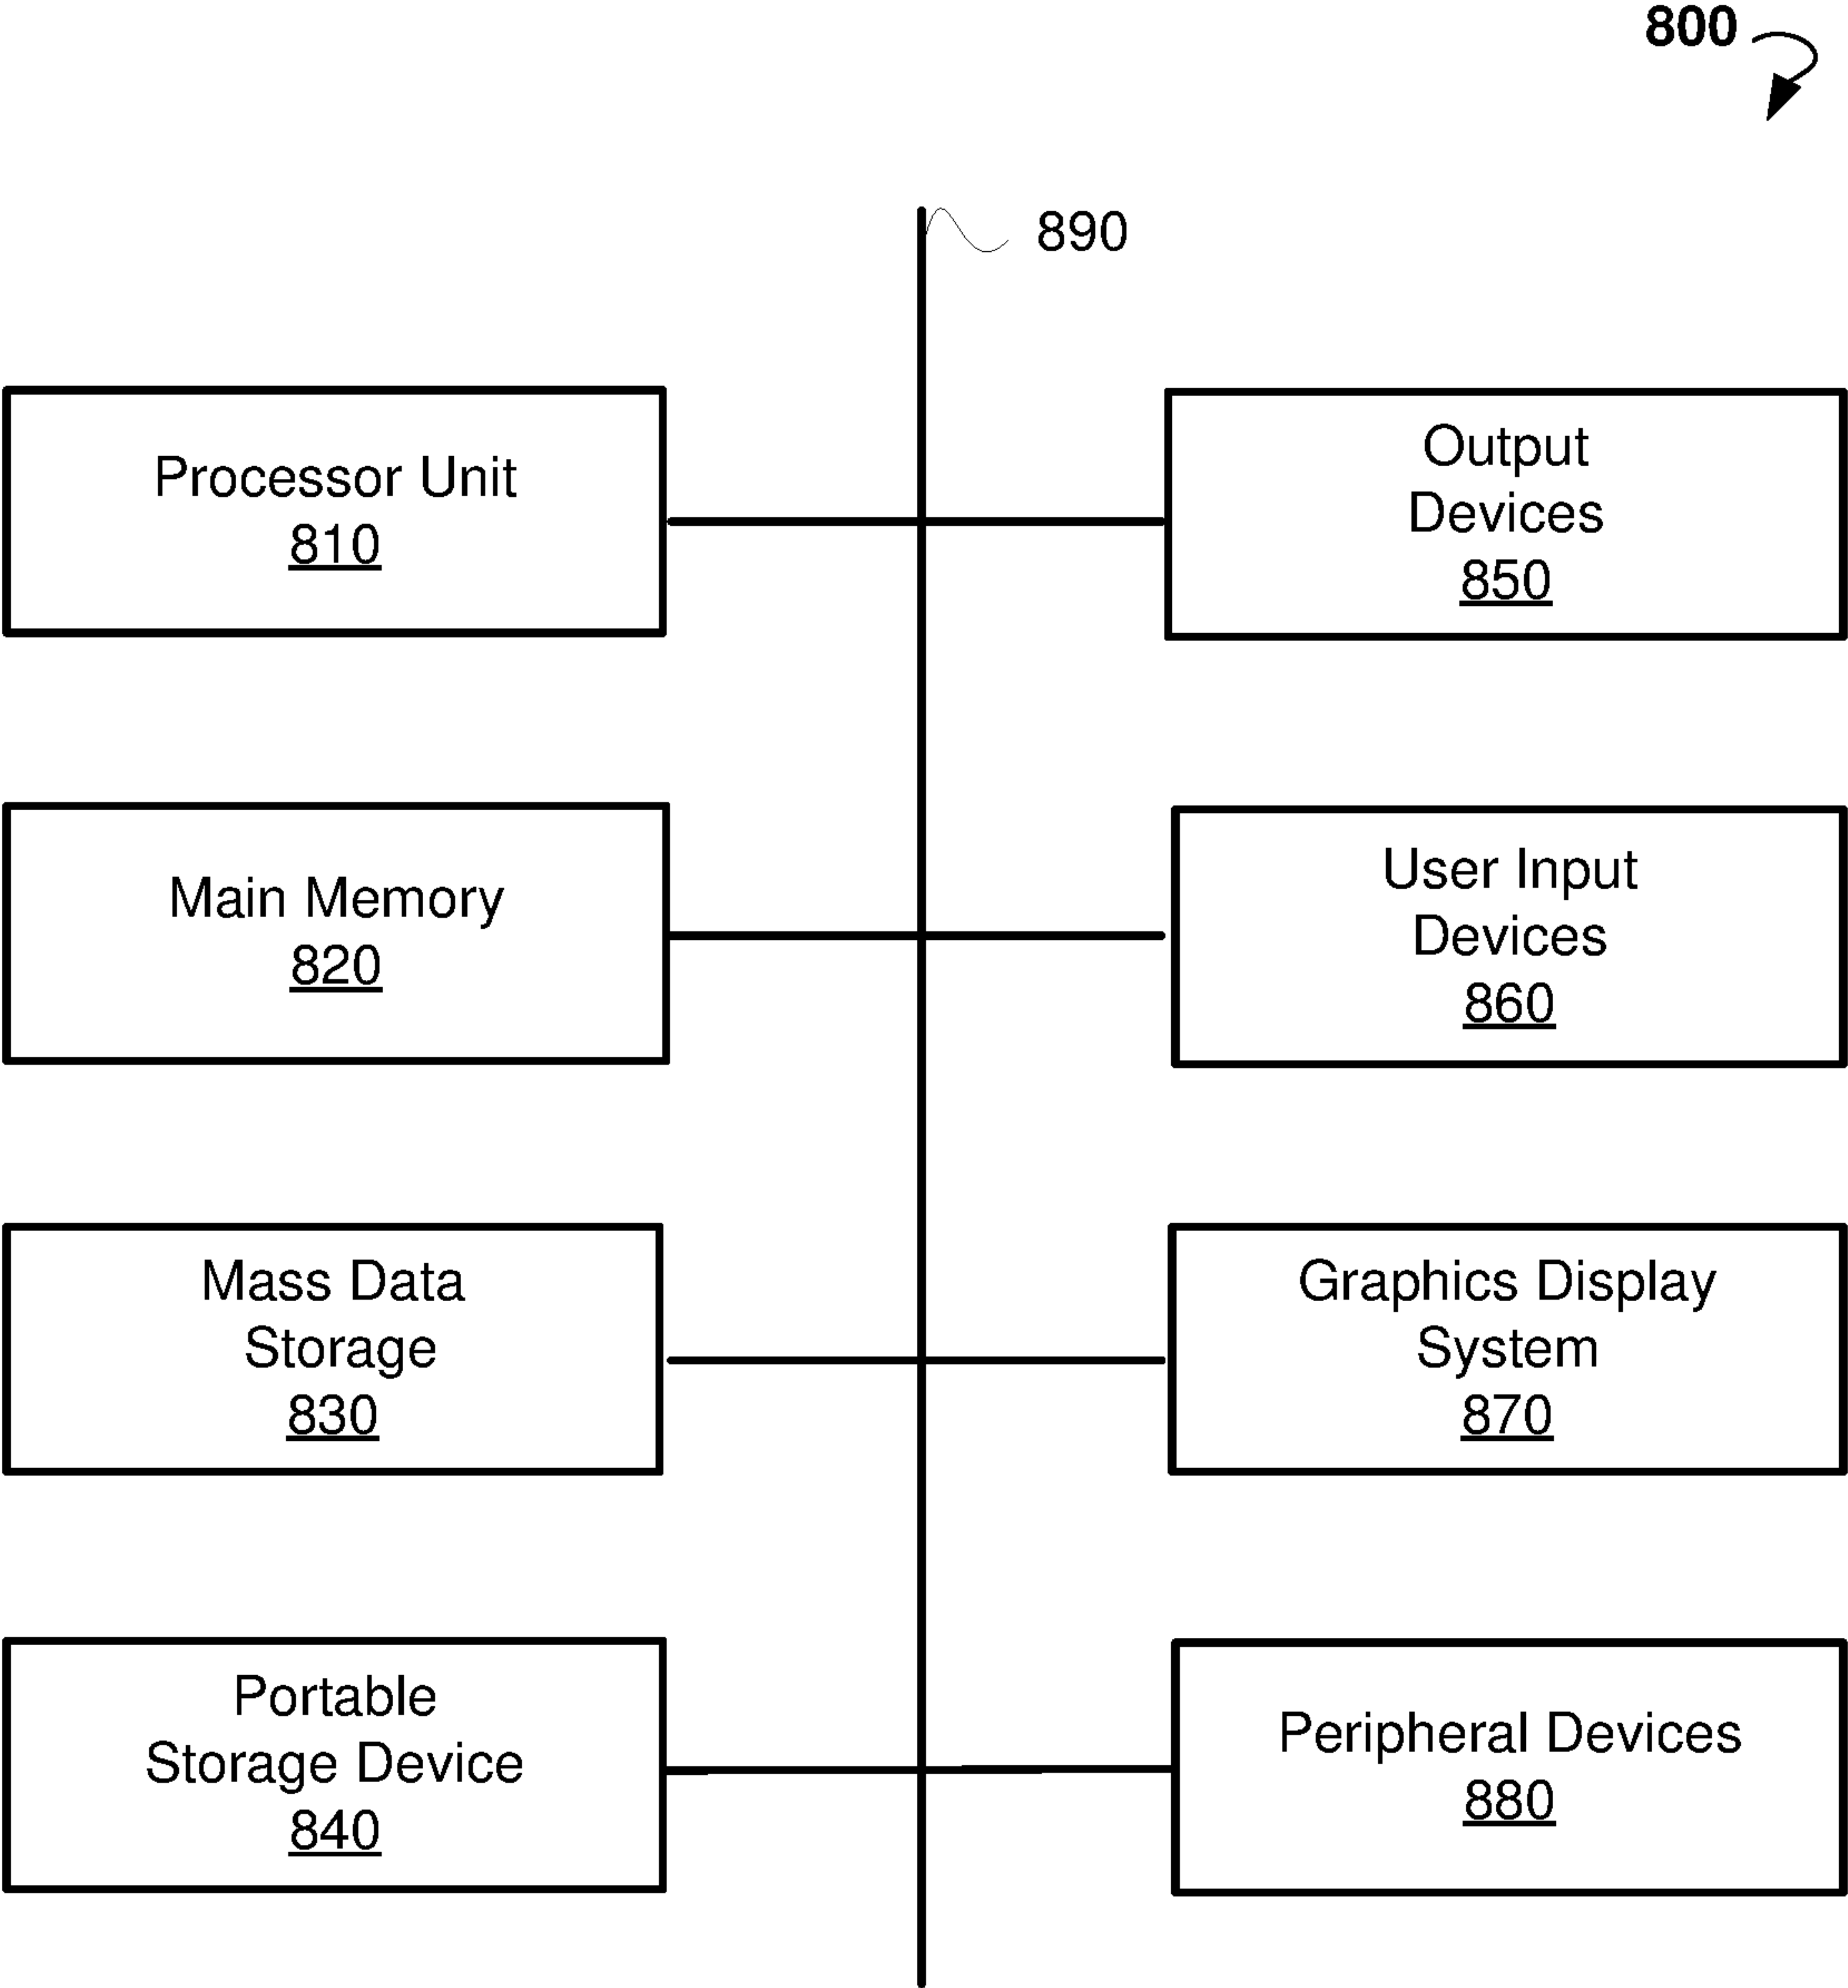 800
890
Processor Unit
810
Output
Devices
850
Main Memory
820
User Input
Devices
860
Mass Data
Storage
830
Graphics Display
System
870
Portable
Storage Device
840
Peripheral Devices
880